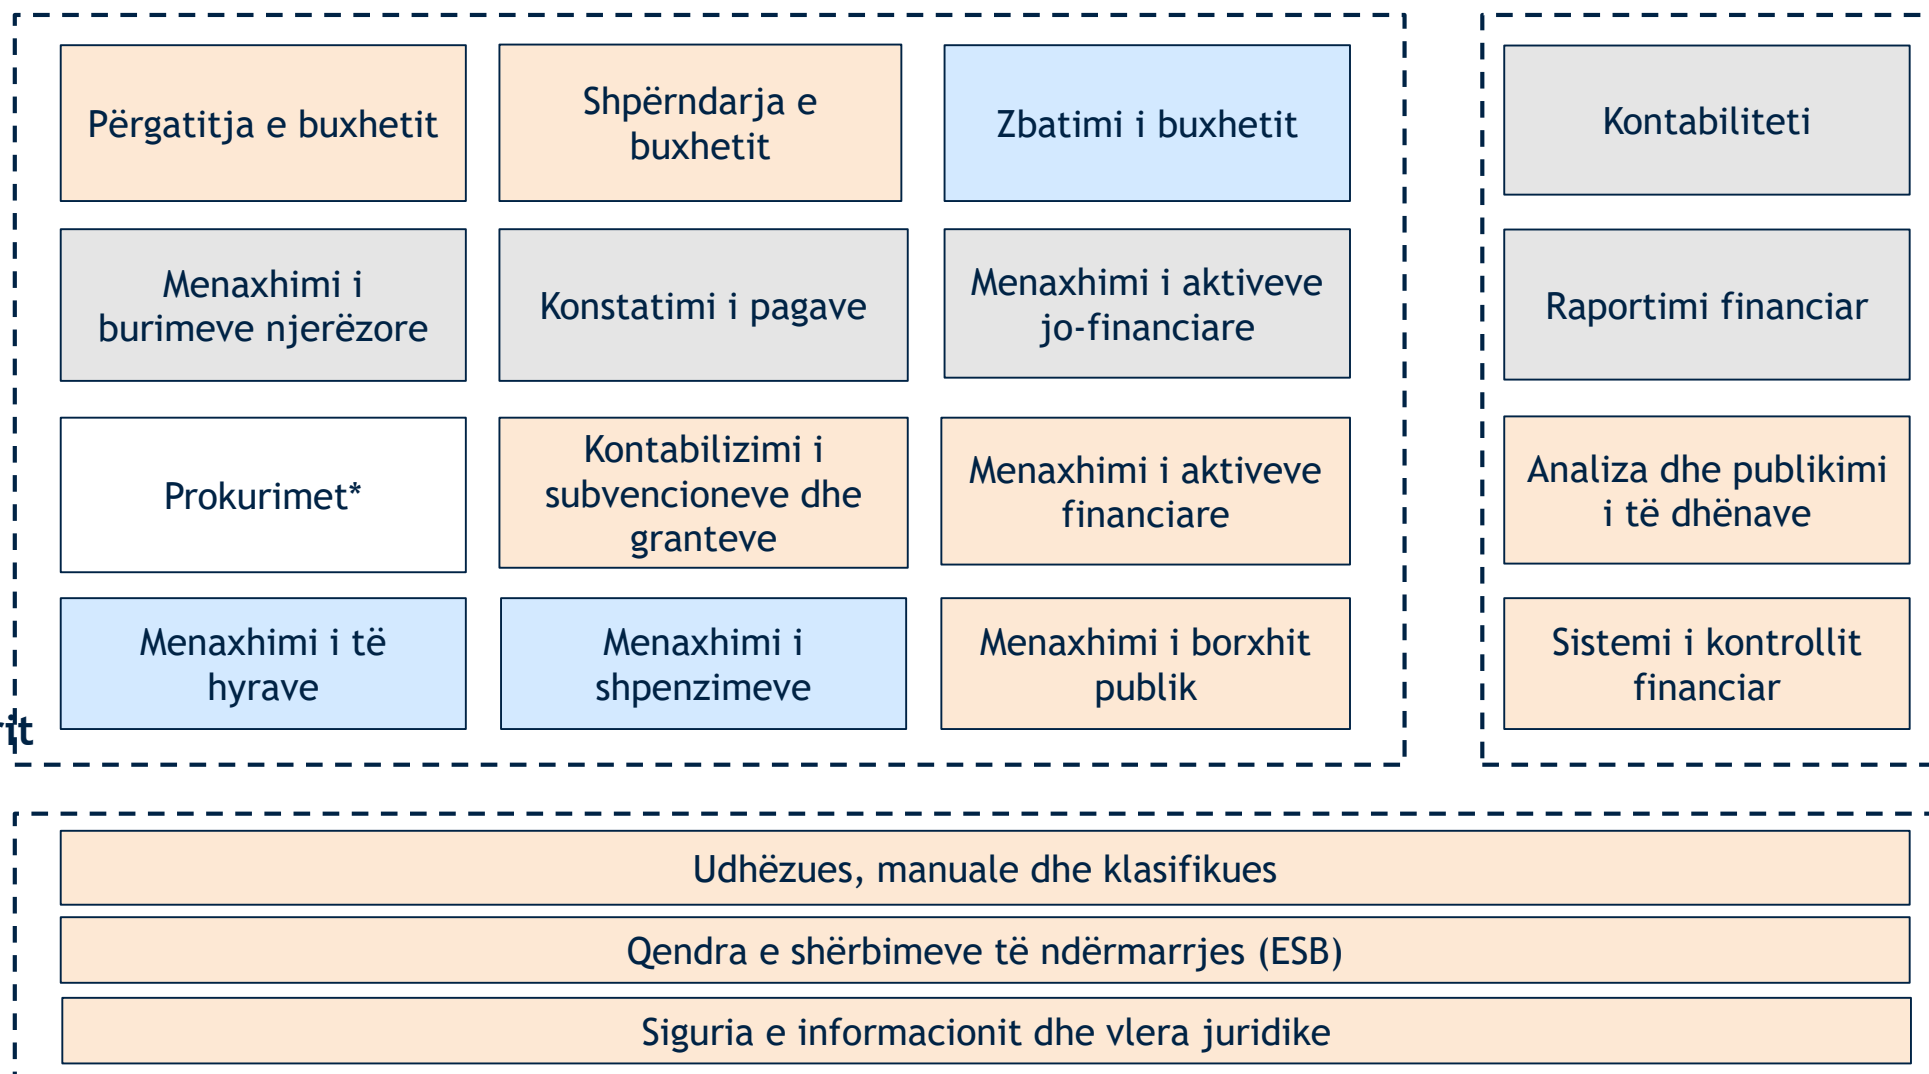 Përgatitja e buxhetit
Shpërndarja e
buxhetit
Zbatimi i buxhetit
Kontabiliteti
Menaxhimi i
burimeve njerëzore
Konstatimi i pagave
Menaxhimi i aktiveve
jo-financiare
Raportimi financiar
Prokurimet*
Kontabilizimi i
subvencioneve dhe
granteve
Menaxhimi i aktiveve
financiare
Analiza dhe publikimi
i të dhënave
Menaxhimi i të
hyrave
Menaxhimi i
shpenzimeve
Menaxhimi i borxhit
publik
Sistemi i kontrollit
financiar
Udhëzues, manuale dhe klasifikues
Qendra e shërbimeve të ndërmarrjes (ESB)
Siguria e informacionit dhe vlera juridike